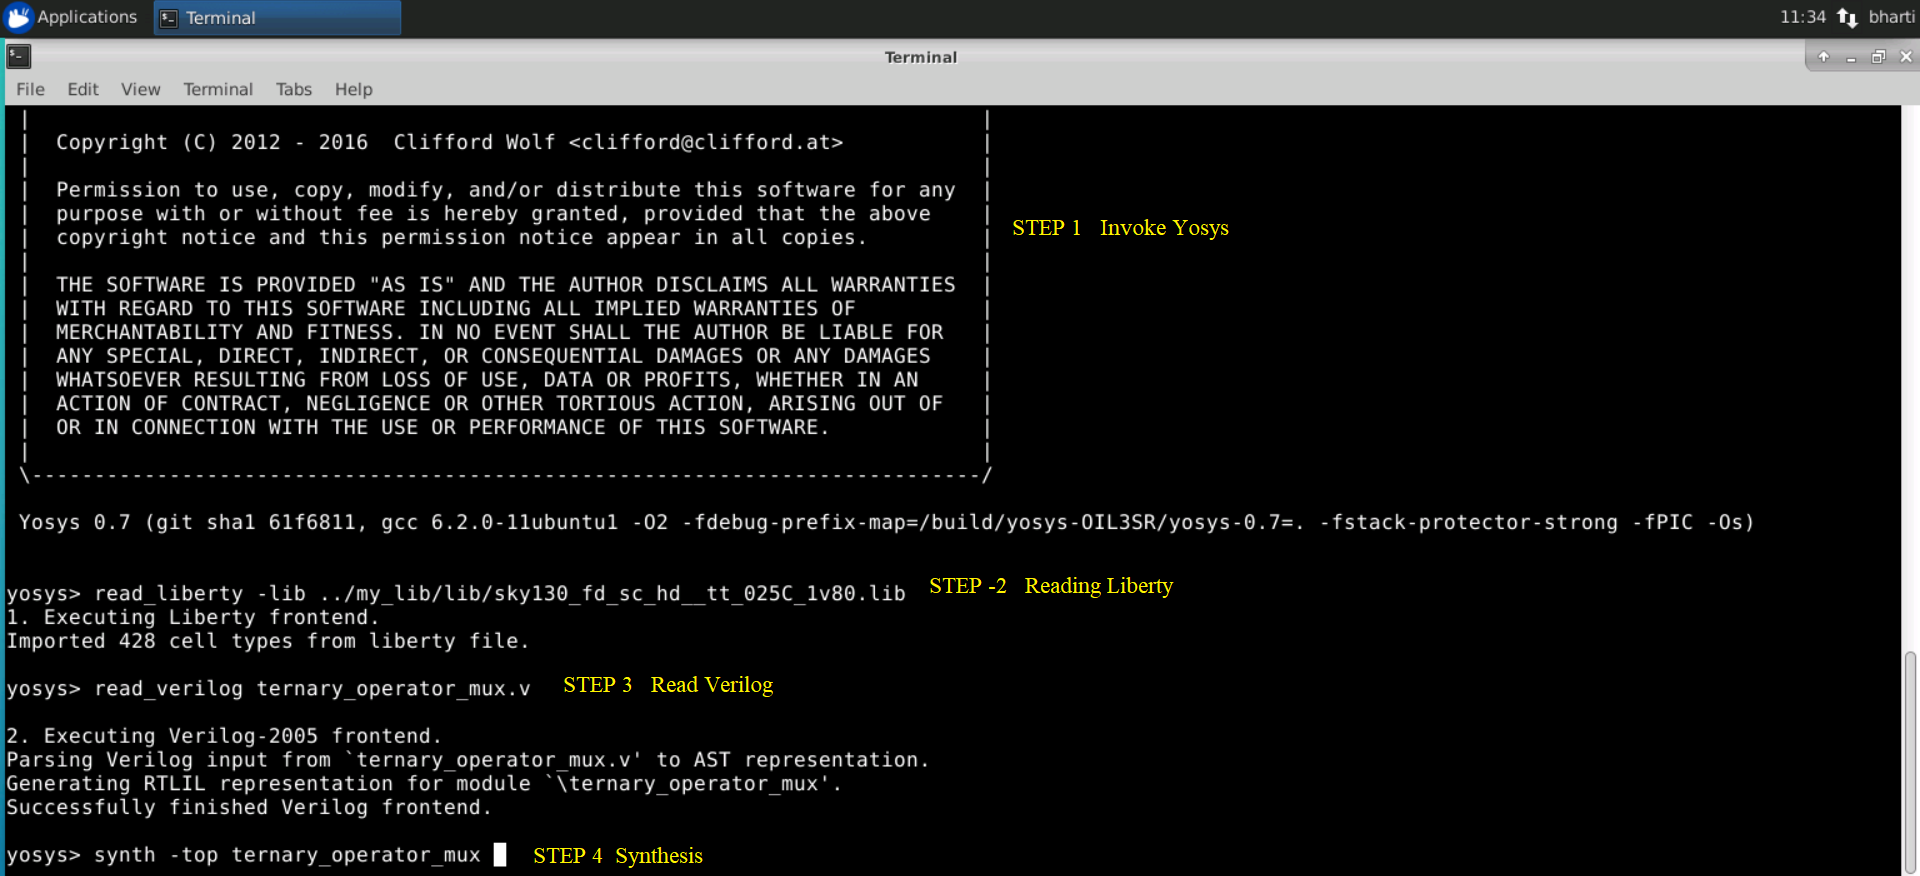 Applications
Terminal
11:34 bharti
Terminal
File Edit View Terminal Tabs Help
| |
| Copyright (C) 2012 - 2016  Clifford Wolf <clifford@clifford.at> |
| |
| Permission to use, copy, modify, and/or distribute this software for any |
| purpose with or without fee is hereby granted, provided that the above |
| copyright notice and this permission notice appear in all copies. |
STEP 1 Invoke Yosys
| |
| THE SOFTWARE IS PROVIDED "AS IS" AND THE AUTHOR DISCLAIMS ALL WARRANTIES |
| WITH REGARD TO THIS SOFTWARE INCLUDING ALL IMPLIED WARRANTIES OF |
| MERCHANTABILITY AND FITNESS. IN NO EVENT SHALL THE AUTHOR BE LIABLE FOR |
| ANY SPECIAL, DIRECT, INDIRECT, OR CONSEQUENTIAL DAMAGES OR ANY DAMAGES |
| WHATSOEVER RESULTING FROM LOSS OF USE, DATA OR PROFITS, WHETHER IN AN |
| ACTION OF CONTRACT, NEGLIGENCE OR OTHER TORTIOUS ACTION, ARISING OUT OF |
| OR IN CONNECTION WITH THE USE OR PERFORMANCE OF THIS SOFTWARE. |
| |
\----------------------------------------------------------------------------/
Yosys 0.7 (git sha1 61f6811, gcc 6.2.0-11ubuntu1 -O2 -fdebug-prefix-map=/build/yosys-OIL3SR/yosys-0.7=. -fstack-protector-strong -fPIC -Os)
yosys> read_liberty -lib ../my_lib/lib/sky130_fd_sc_hd__tt_025C_1v80.lib STEP -2 Reading Liberty
1. Executing Liberty frontend.
Imported 428 cell types from liberty file.
yosys> read_verilog ternary_operator_mux.v STEP 3 Read Verilog
2. Executing Verilog-2005 frontend.
Parsing Verilog input from `ternary_operator_mux.v' to AST representation.
Generating RTLIL representation for module `\ternary_operator_mux'.
Successfully finished Verilog frontend.
yosys> synth -top ternary_operator_mux STEP 4 Synthesis